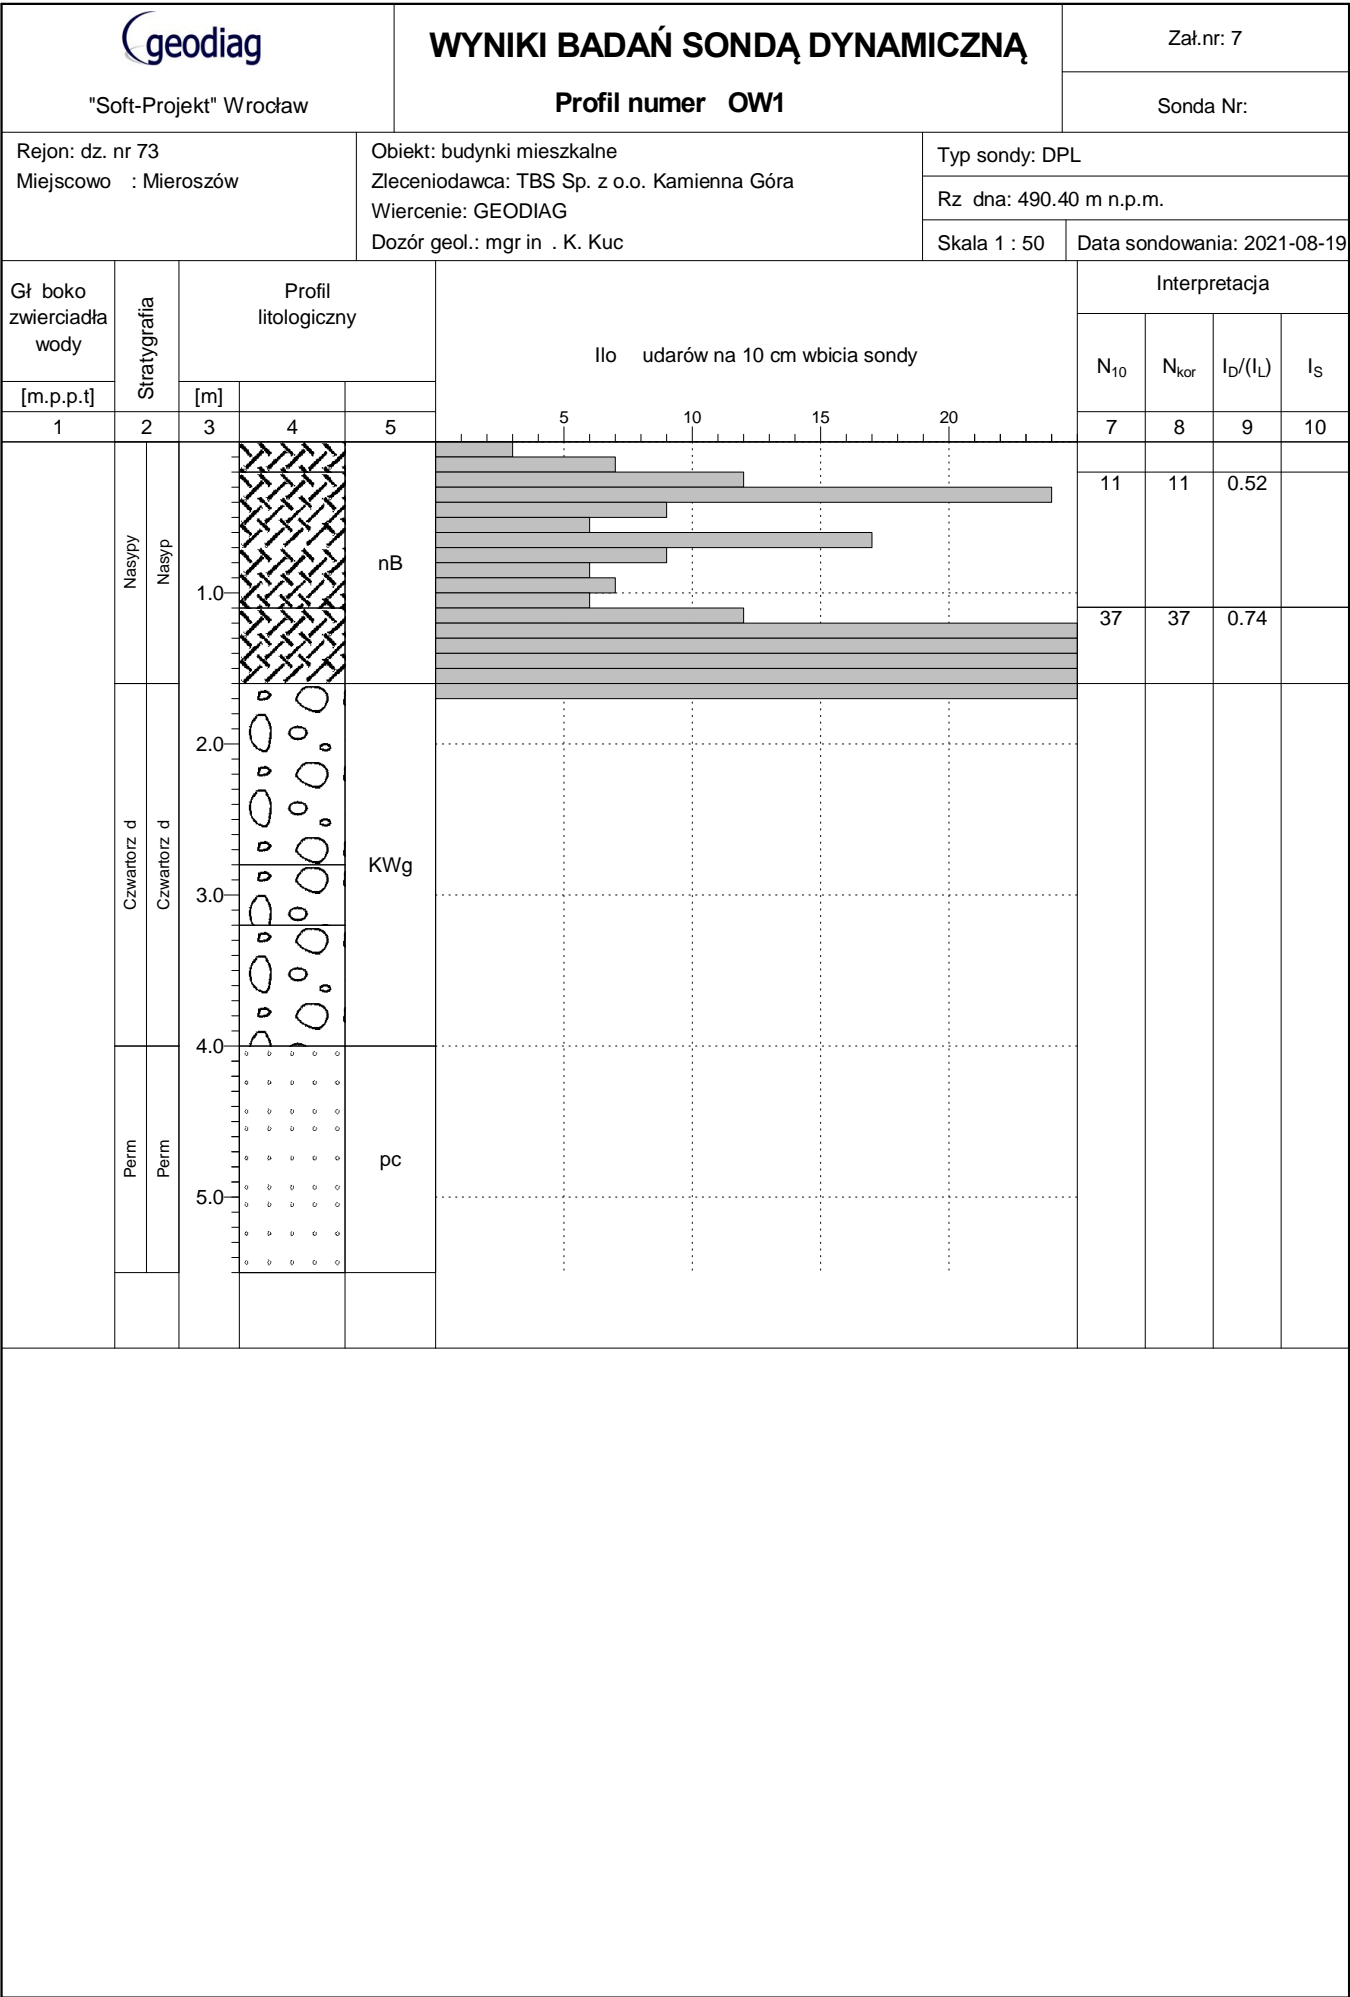 geodiag
"Soft-Projekt" Wrocław
WYNIKI BADAŃ SONDĄ DYNAMICZNĄ
Profil numer OW1
Zał.nr: 7
Sonda Nr:
Rejon: dz. nr 73
Miejscowo : Mieroszów
Obiekt: budynki mieszkalne
Zleceniodawca: TBS Sp. z o.o. Kamienna Góra
Wiercenie: GEODIAG
Dozór geol.: mgr in . K. Kuc
Typ sondy: DPL
Rz dna: 490.40 m n.p.m.
Skala 1 : 50
Data sondowania: 2021-08-19
Gł boko
zwierciadła
wody
[m.p.p.t]
Stratygrafia
Profil
litologiczny
[m]
Ilo udarów na 10 cm wbicia sondy
Interpretacja
N10 Nkor ID/(IL) IS
5 10 15 20
1 2 3 4 5 7 8 9 10
11 11 0.52
Nasypy
Nasyp
nB
1.0
37 37 0.74
2.0
Czwartorz d
Czwartorz d
KWg
3.0
4.0
Perm
Perm
pc
5.0